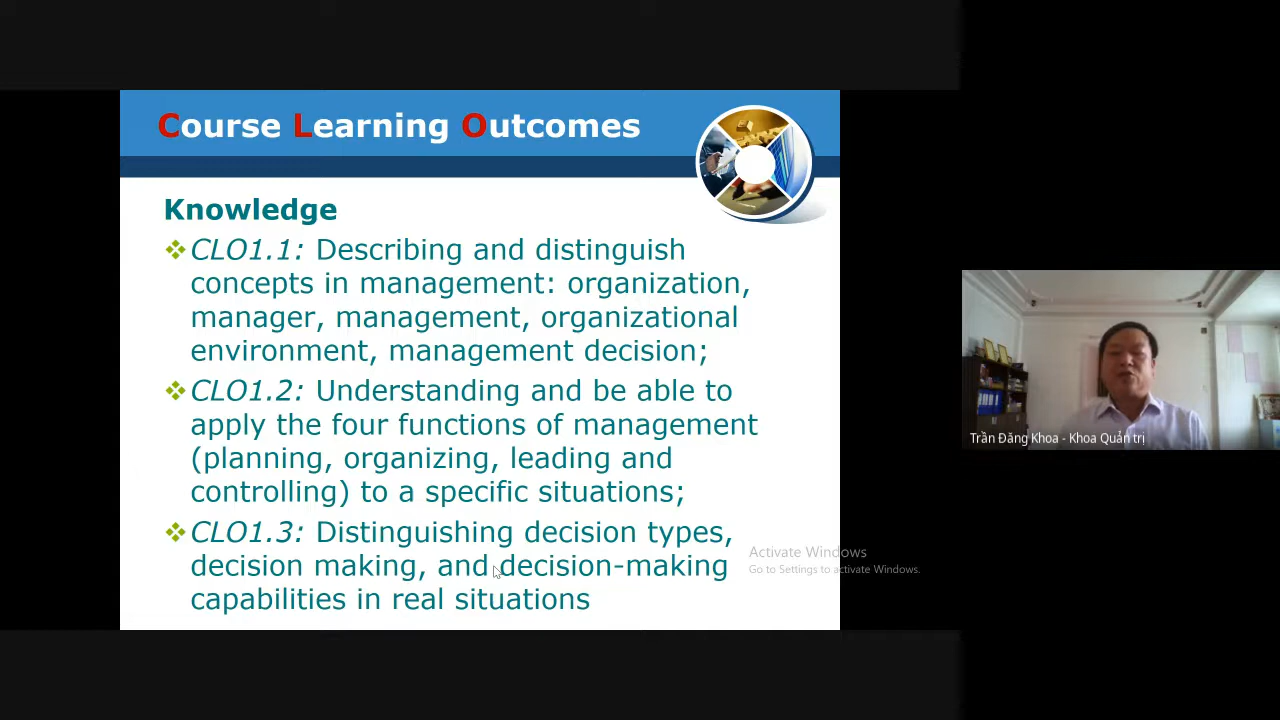 Course Learning Outcomes
Knowledge
CLO1.1: Describing and distinguish
concepts in management: organization,
manager, management, organizational
environment, management decision;
CLO1.2: Understanding and be able to
apply the four functions of management
(planning, organizing, leading and
controlling) to a specific situations;
CLO1.3: Distinguishing decision types,
decision making, and decision-making
capabilities in real situations
Activate Windows
Go to Settings to activate Windows.
Trần Đăng Khoa - Khoa Quản trị